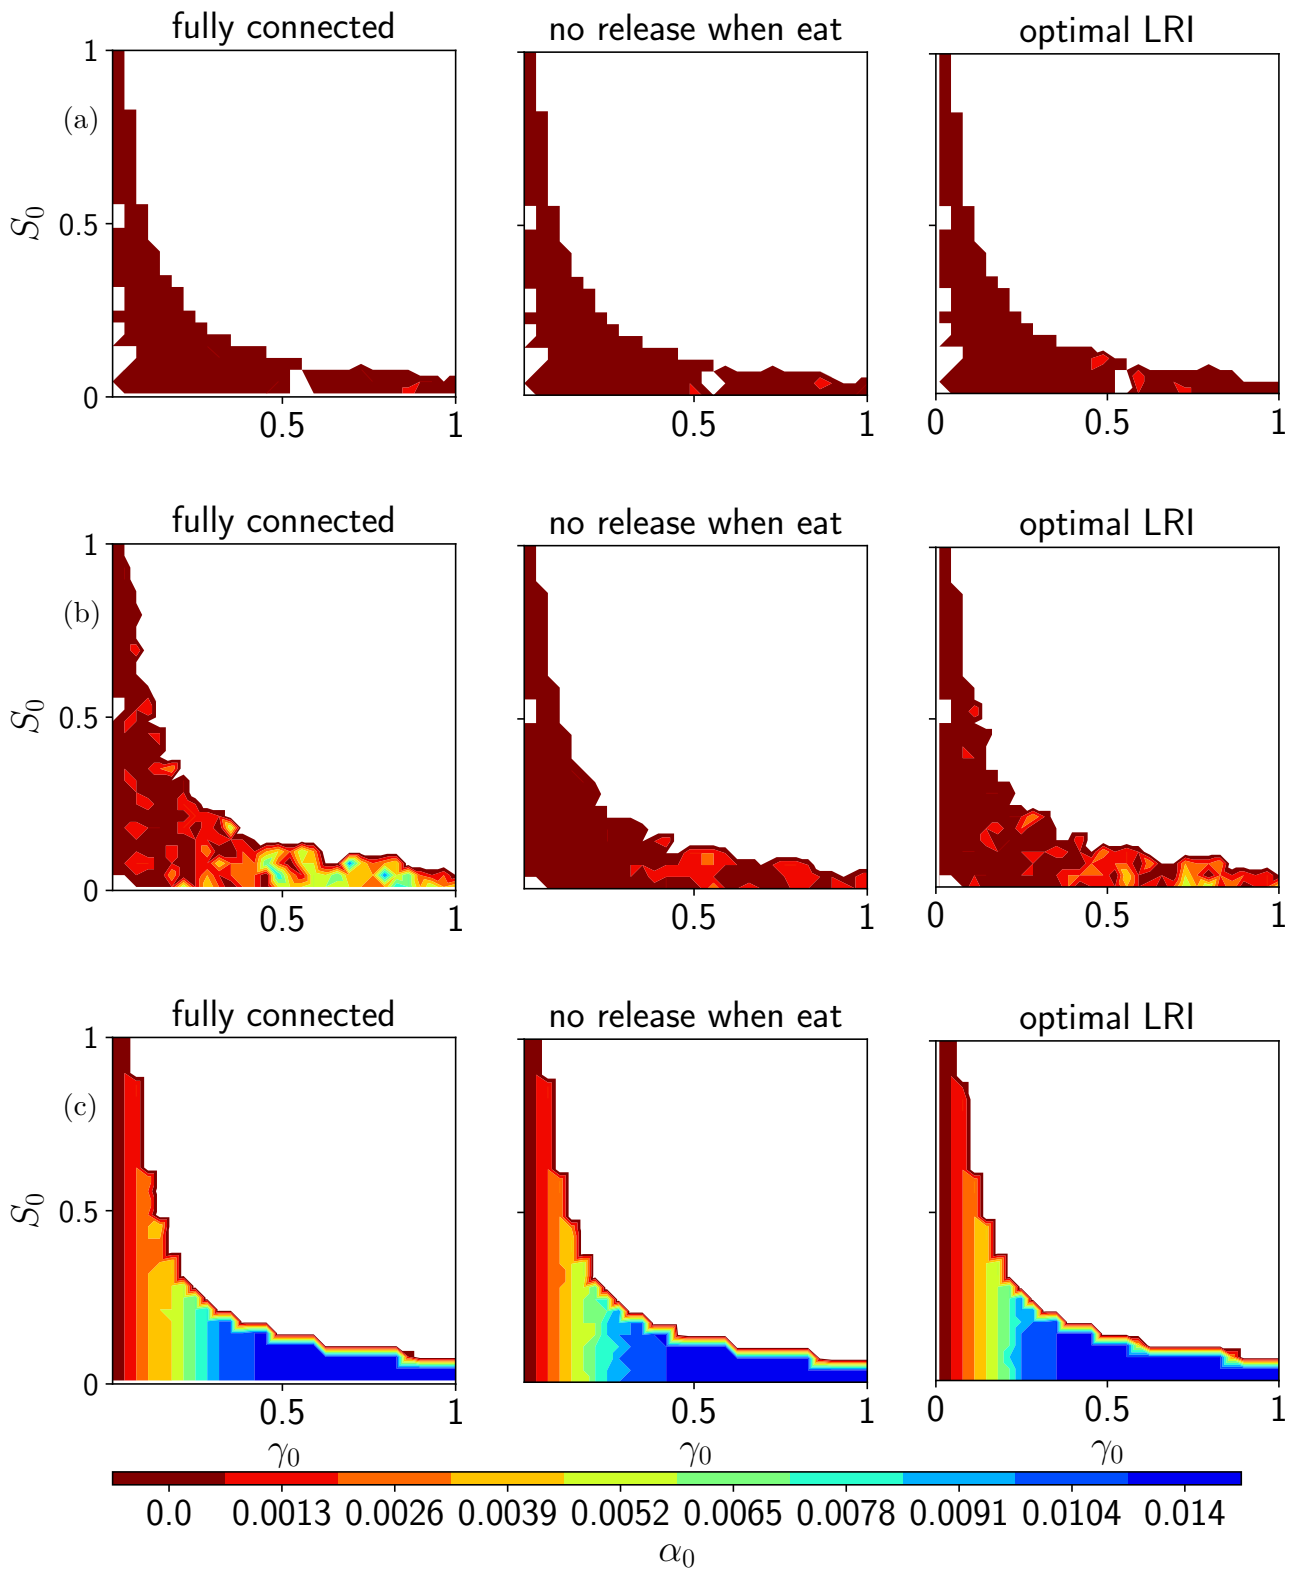 fully connected no release when eat optimal LRI
1
(a)
S₀ 0.5
0
0.5 1 0.5 1 0 0.5 1
fully connected no release when eat optimal LRI
1
(b)
S₀ 0.5
0
0.5 1 0.5 1 0 0.5 1
fully connected no release when eat optimal LRI
1
(c)
S₀ 0.5
0
0.5 1 0.5 1 0 0.5 1
γ₀ γ₀ γ₀
0.0 0.0013 0.0026 0.0039 0.0052 0.0065 0.0078 0.0091 0.0104 0.014
α₀